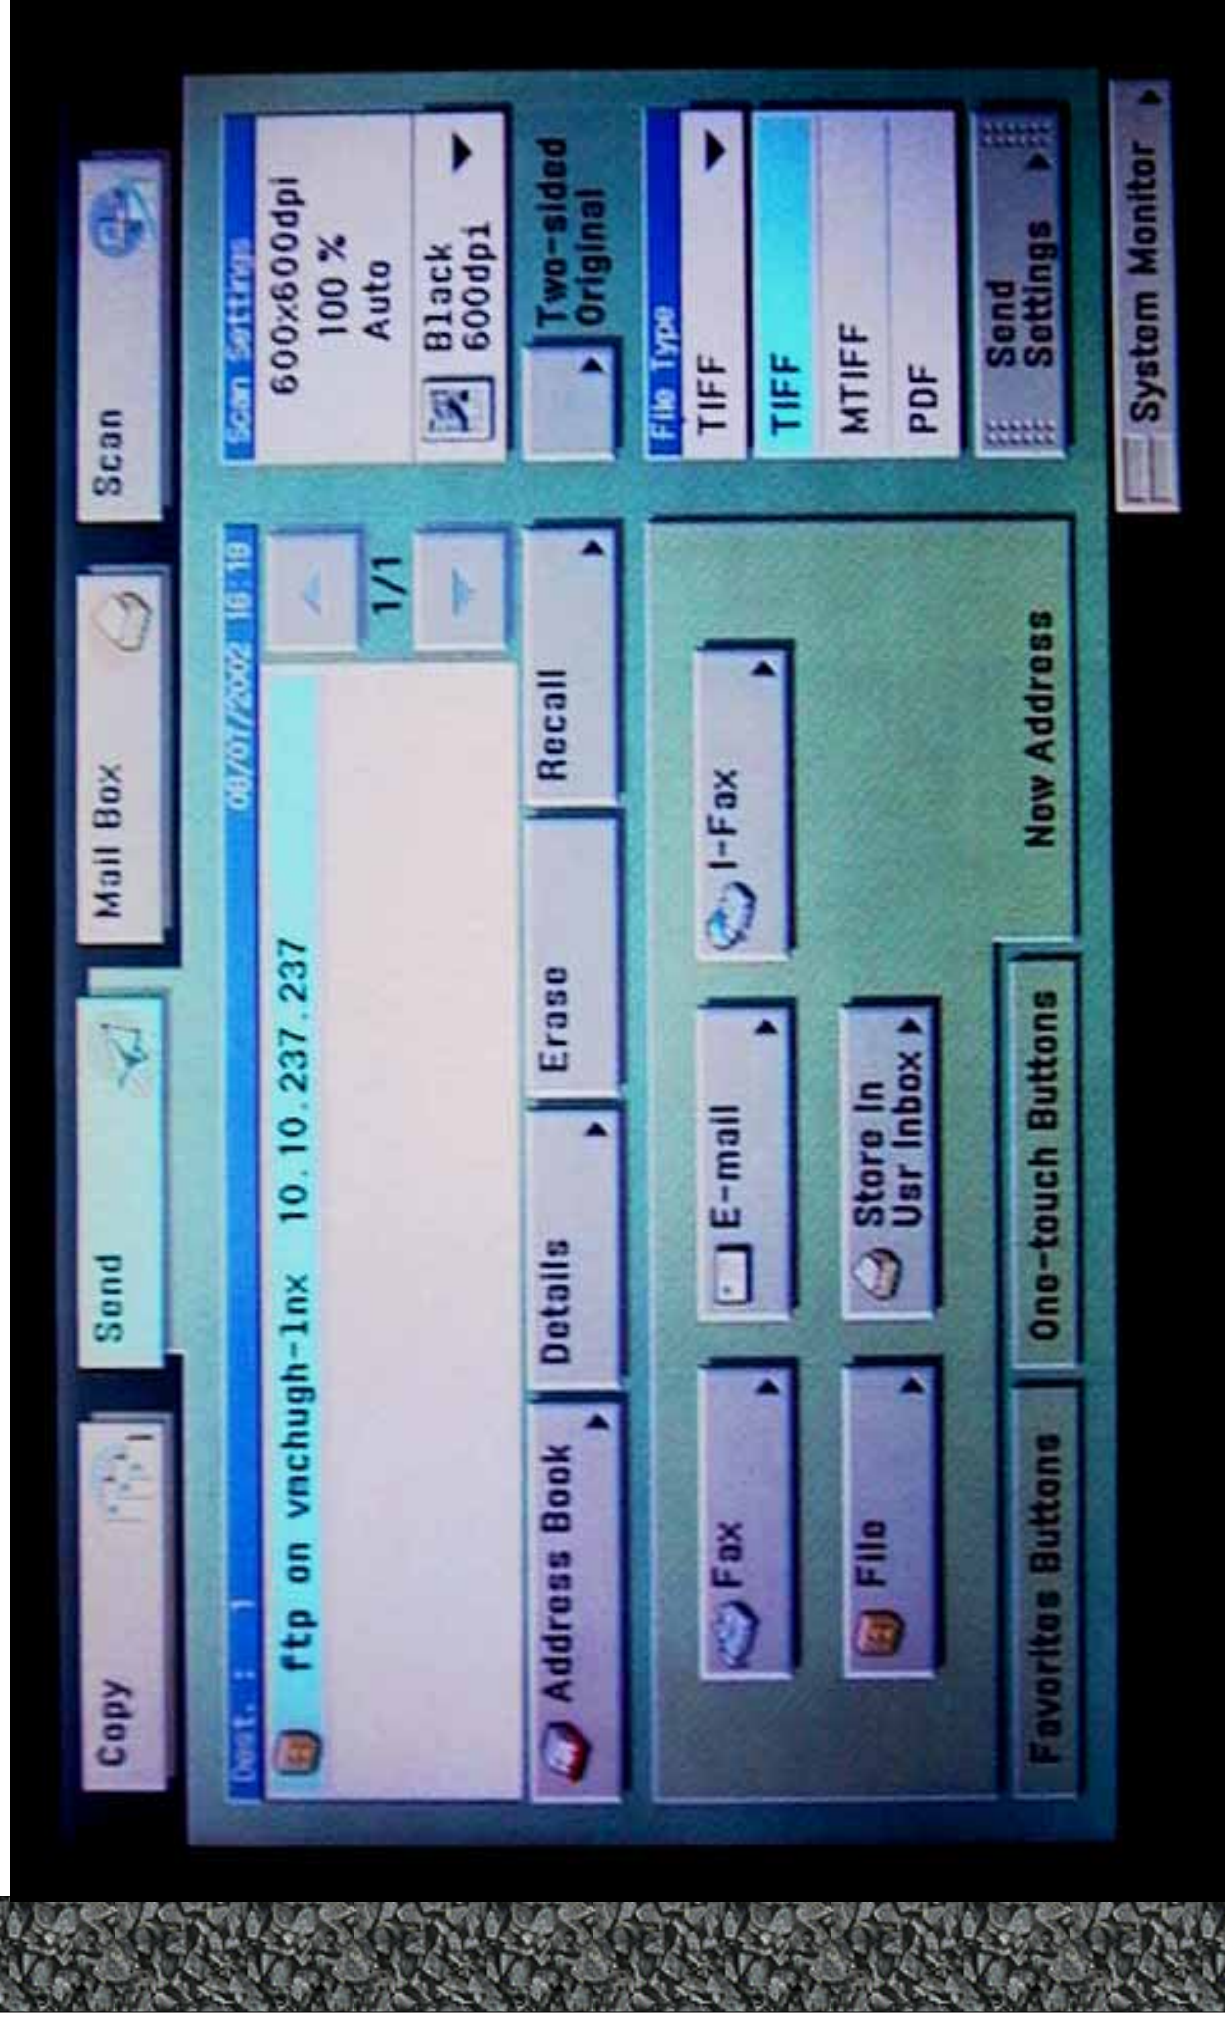 Copy
Send
Mail Box
Scan
Dest. : 1
08/07/2002 16:18
ftp on vnchugh-lnx 10.10.237.237
1/1
Address Book
Details
Erase
Recall
Fax
E-mail
I-Fax
File
Store In
Usr Inbox
Favorites Buttons
One-touch Buttons
New Address
Scan Settings
600x600dpi
100 %
Auto
Black
600dpi
Two-sided
Original
File Type
TIFF
TIFF
MTIFF
PDF
Send
Settings
System Monitor